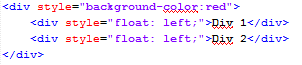 <div style="background-color:red">
    <div style="float: left;">Div 1</div>
    <div style="float: left;">Div 2</div>
</div>